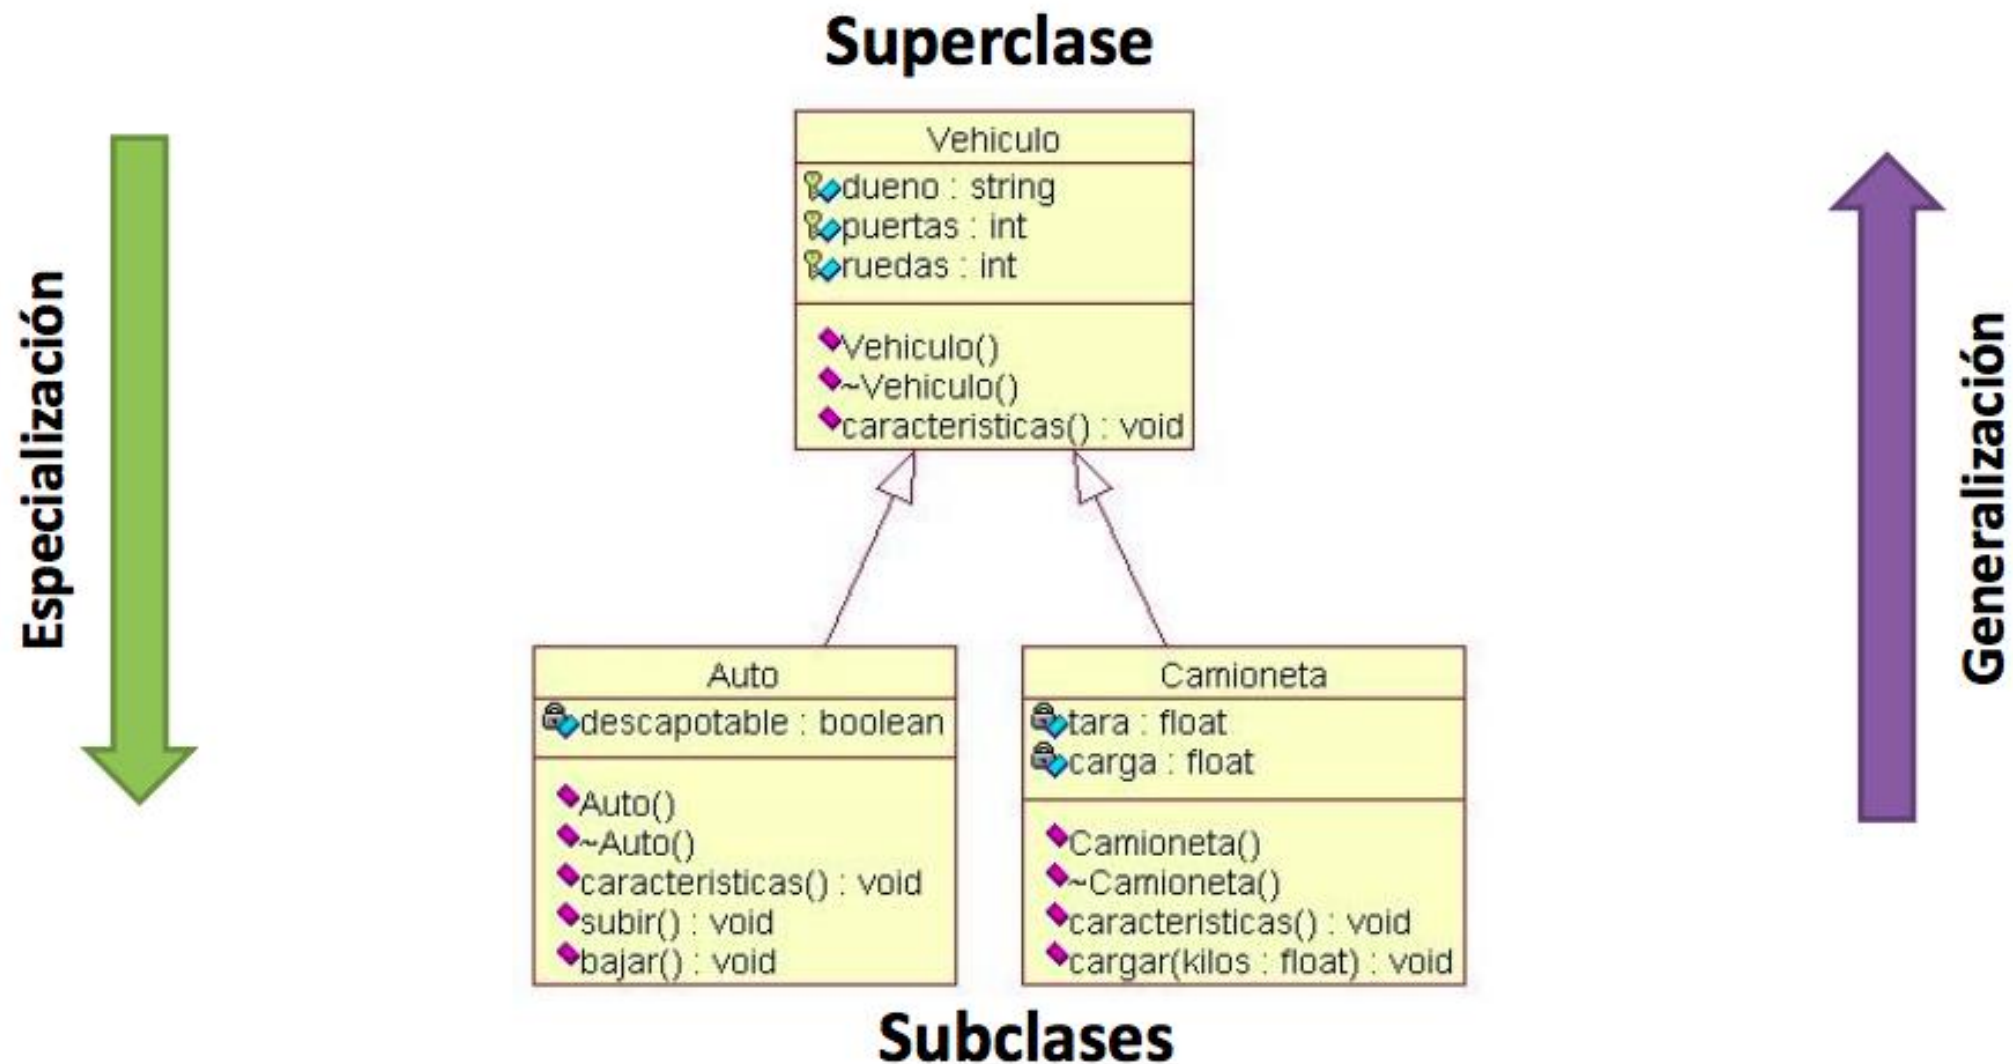 Superclase
Especialización
Generalización
Vehiculo
dueno : string
puertas : int
ruedas : int
Vehiculo()
~Vehiculo()
caracteristicas() : void
Auto
descapotable : boolean
Auto()
~Auto()
caracteristicas() : void
subir() : void
bajar() : void
Camioneta
tara : float
carga : float
Camioneta()
~Camioneta()
caracteristicas() : void
cargar(kilos : float) : void
Subclases